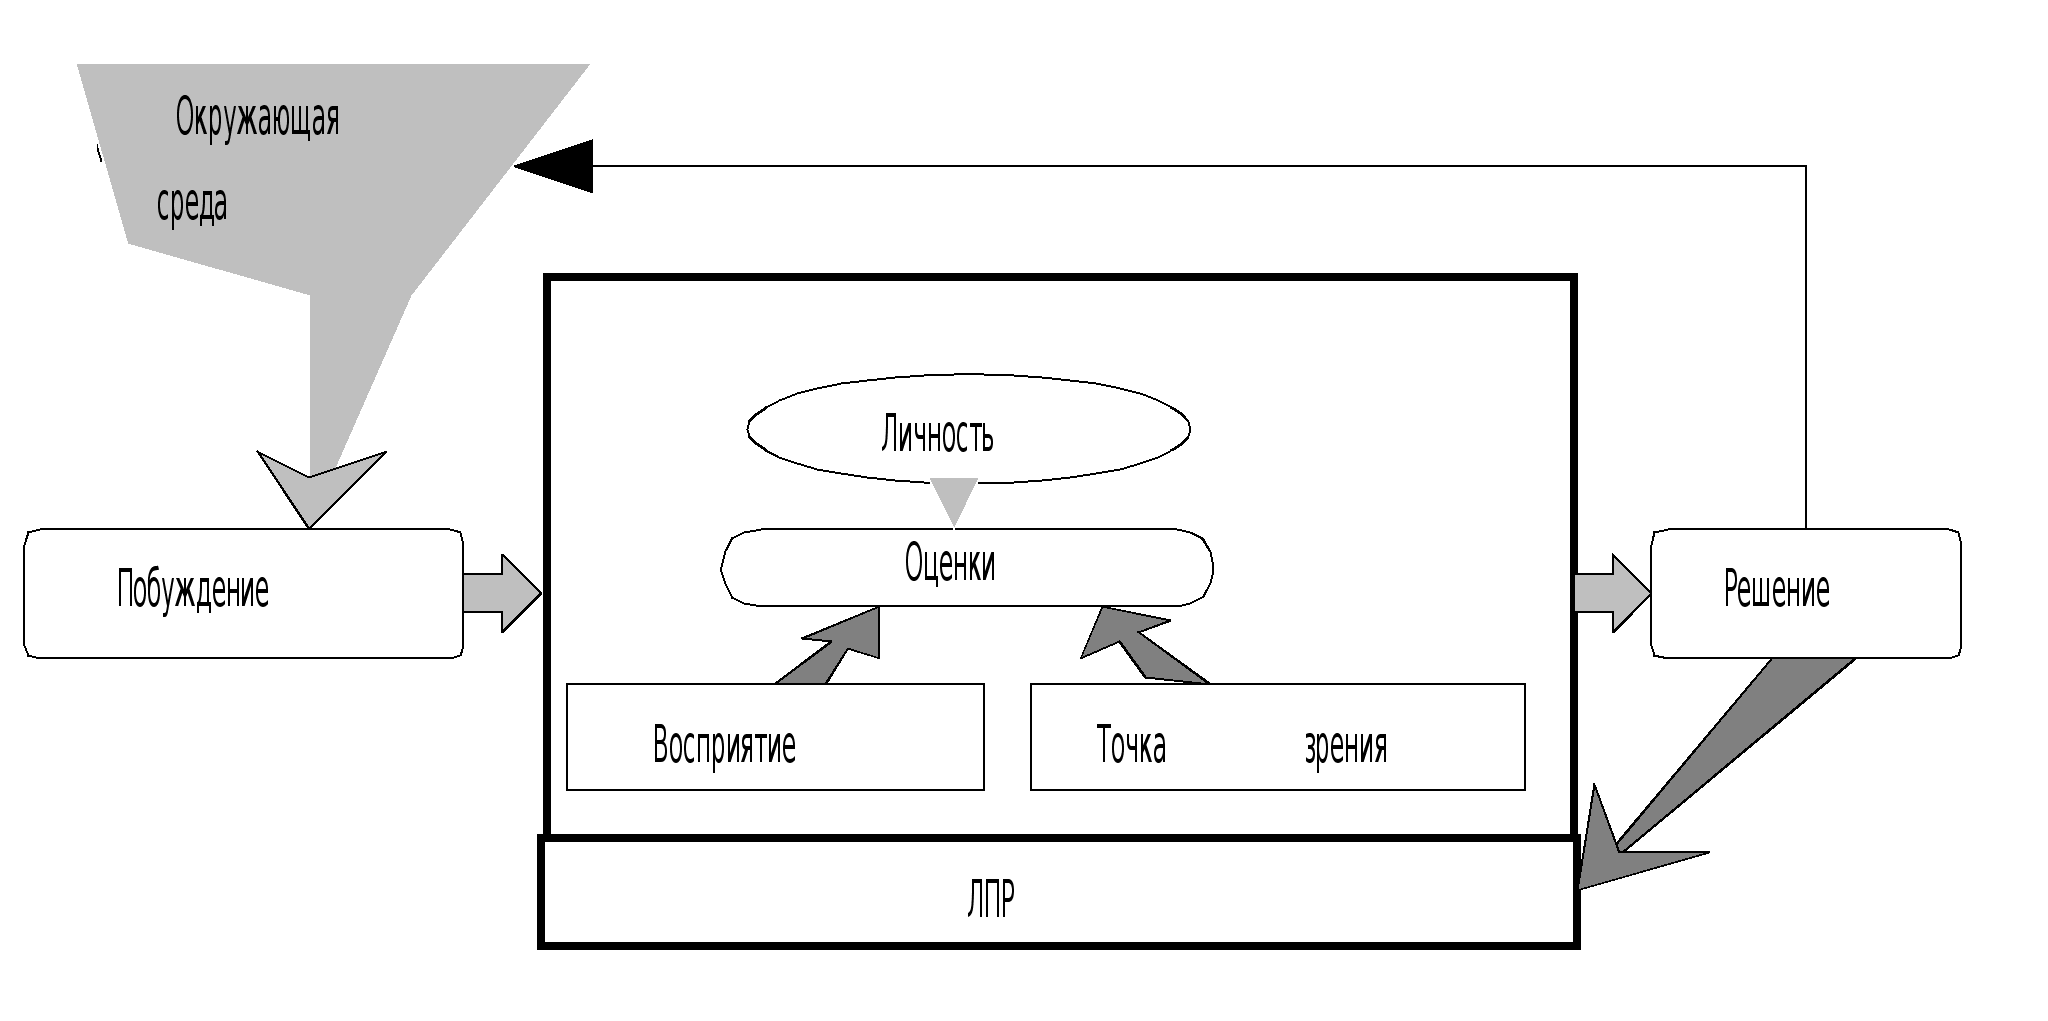 Окружающая
среда
Личность
Оценки
Побуждение
Решение
Восприятие
Точка зрения
ЛПР